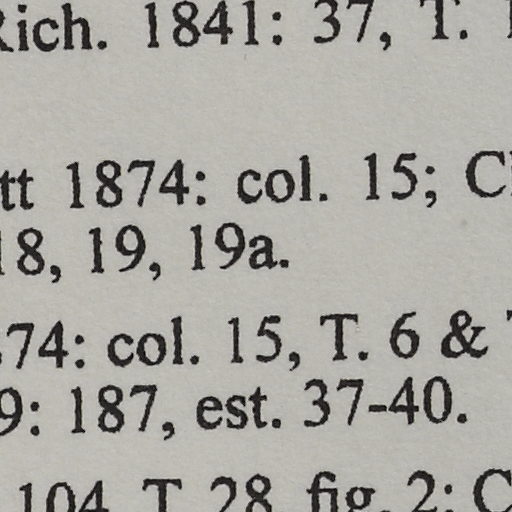 Rich. 1841: 37, T.
tt 1874: col. 15; C
18, 19, 19a.
74: col. 15, T. 6 &
9: 187, est. 37-40.
104, T. 28, fig. 2; C